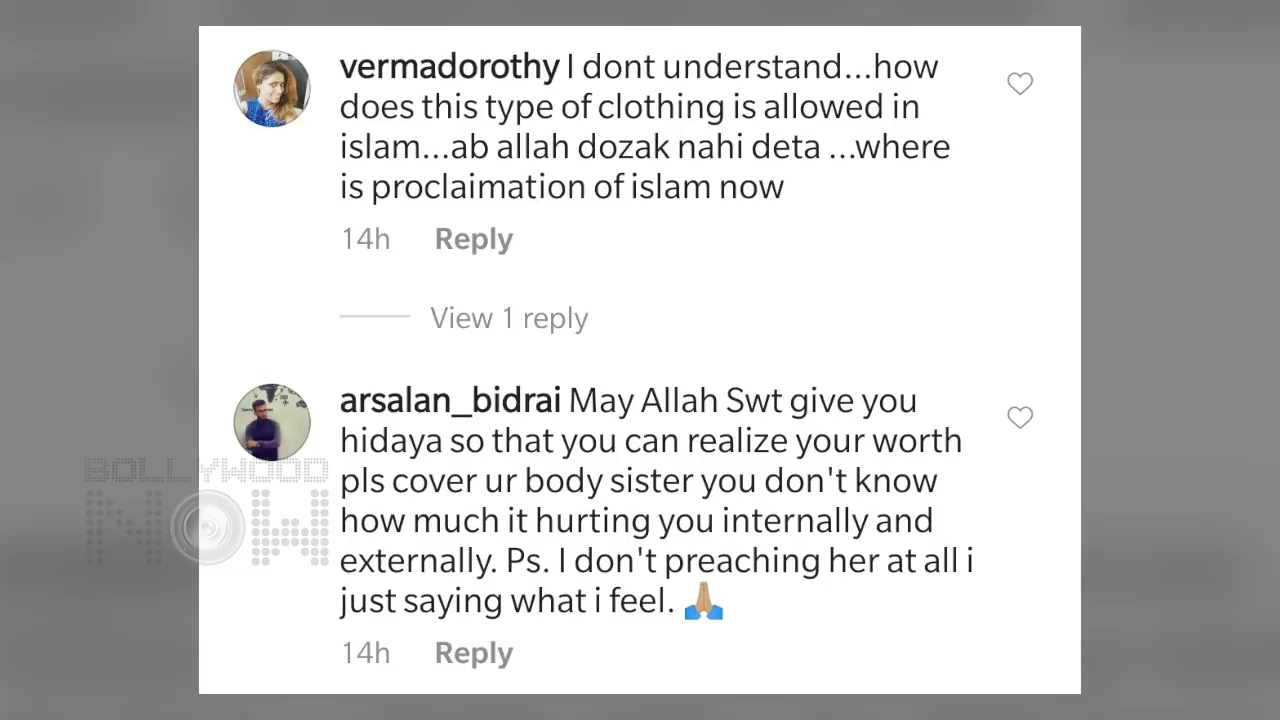 vermadorothy I dont understand...how
does this type of clothing is allowed in
islam...ab allah dozak nahi deta ...where
is proclaimation of islam now
14h Reply
View 1 reply
arsalan_bidrai May Allah Swt give you
hidaya so that you can realize your worth
pls cover ur body sister you don't know
how much it hurting you internally and
externally. Ps. I don't preaching her at all i
just saying what i feel. 🙏🏽
14h Reply
BOLLYWOOD
NOW